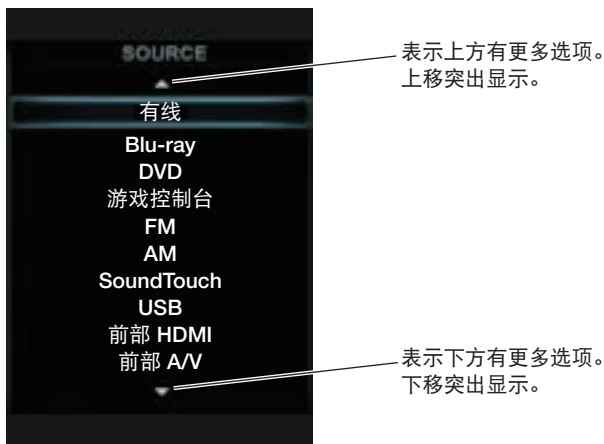 SOURCE
表示上方有更多选项。
上移突出显示。
有线
Blu-ray
DVD
游戏控制台
FM
AM
SoundTouch
USB
前部 HDMI
前部 A/V
表示下方有更多选项。
下移突出显示。